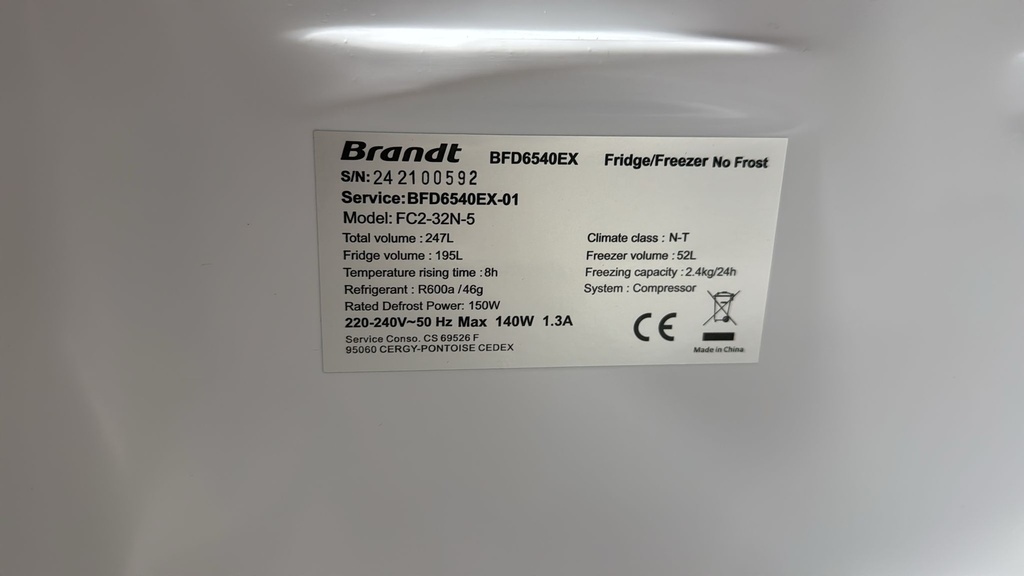 Brandt BFD6540EX Fridge/Freezer No Frost
S/N: 242100592
Service: BFD6540EX-01
Model: FC2-32N-5
Total volume : 247L Climate class : N-T
Fridge volume : 195L Freezer volume : 52L
Temperature rising time : 8h Freezing capacity : 2.4kg/24h
Refrigerant : R600a /46g System : Compressor
Rated Defrost Power: 150W
220-240V~50 Hz Max 140W 1.3A
CE
Service Conso. CS 69526 F
95060 CERGY-PONTOISE CEDEX
Made in China